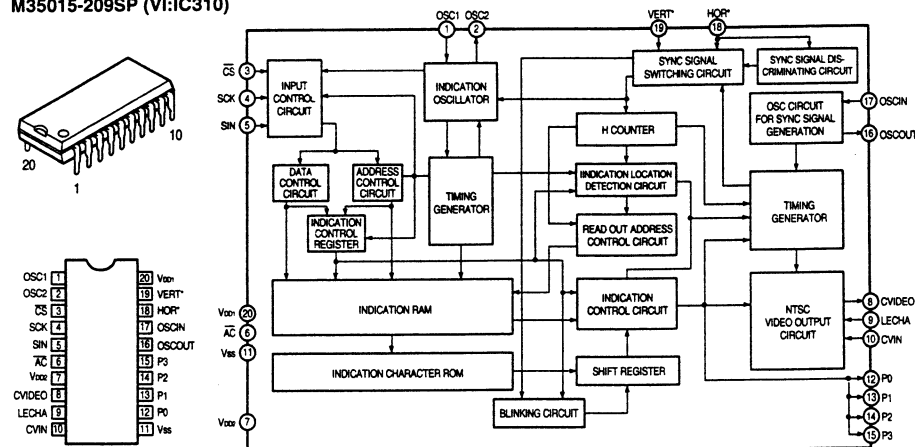 M35015-209SP (VI:IC310)
20
10
1
OSC1 1
OSC2 2
CS 3
SCK 4
SIN 5
AC 6
VDD2 7
CVIDEO 8
LECHA 9
CVIN 10
20 VDD1
19 VERT*
18 HOR*
17 OSCIN
16 OSCOUT
15 P3
14 P2
13 P1
12 P0
11 Vss
OSC1 OSC2
1 2
VERT* HOR*
19 18
CS 3
SCK 4
SIN 5
INPUT
CONTROL
CIRCUIT
INDICATION
OSCILLATOR
SYNC SIGNAL
SWITCHING CIRCUIT
SYNC SIGNAL DIS-
CRIMINATING CIRCUIT
OSC CIRCUIT
FOR SYNC SIGNAL
GENERATION
17 OSCIN
16 OSCOUT
H COUNTER
DATA
CONTROL
CIRCUIT
ADDRESS
CONTROL
CIRCUIT
TIMING
GENERATOR
IINDICATION LOCATION
DETECTION CIRCUIT
TIMING
GENERATOR
INDICATION
CONTROL
REGISTER
READ OUT ADDRESS
CONTROL CIRCUIT
INDICATION RAM
INDICATION
CONTROL CIRCUIT
NTSC
VIDEO OUTPUT
CIRCUIT
VDD1 20
AC 6
Vss 11
VDD2 7
8 CVIDEO
9 LECHA
10 CVIN
INDICATION CHARACTER ROM
SHIFT REGISTER
BLINKING CIRCUIT
12 P0
13 P1
14 P2
15 P3